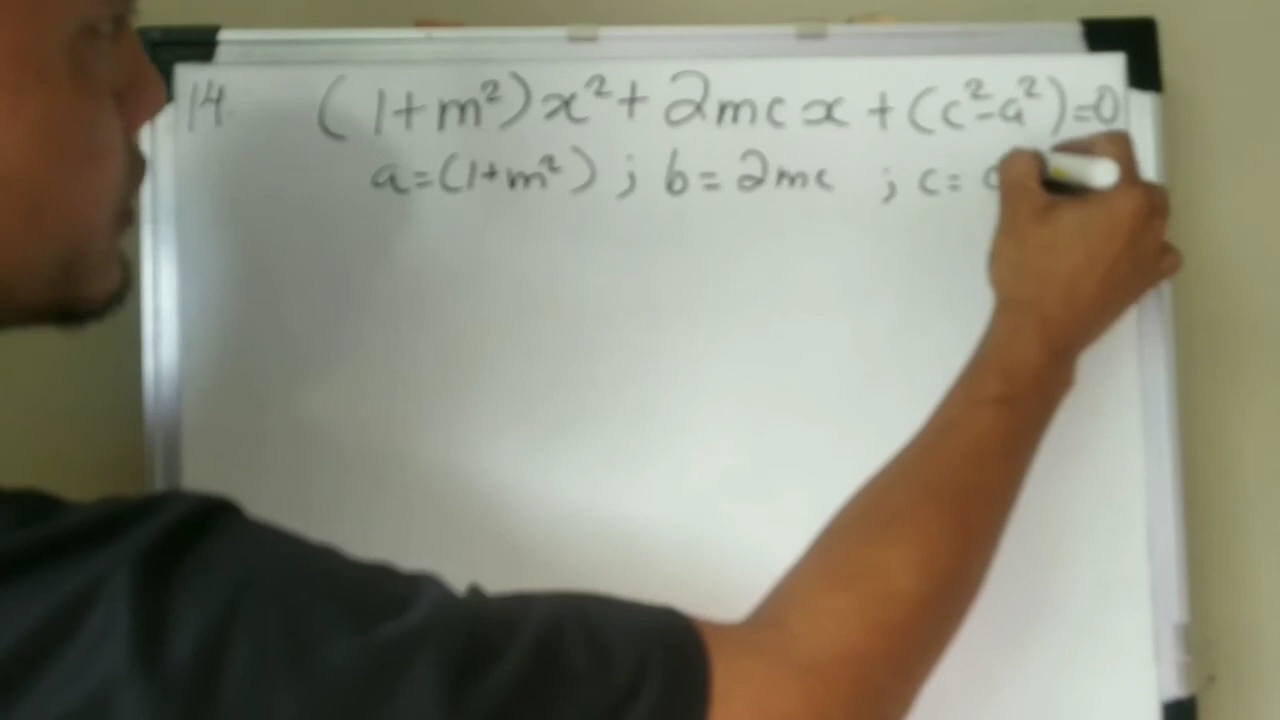 14. (1+m²)x²+2mcx+(c²-a²)=0
a=(1+m²) ; b=2mc ; c=